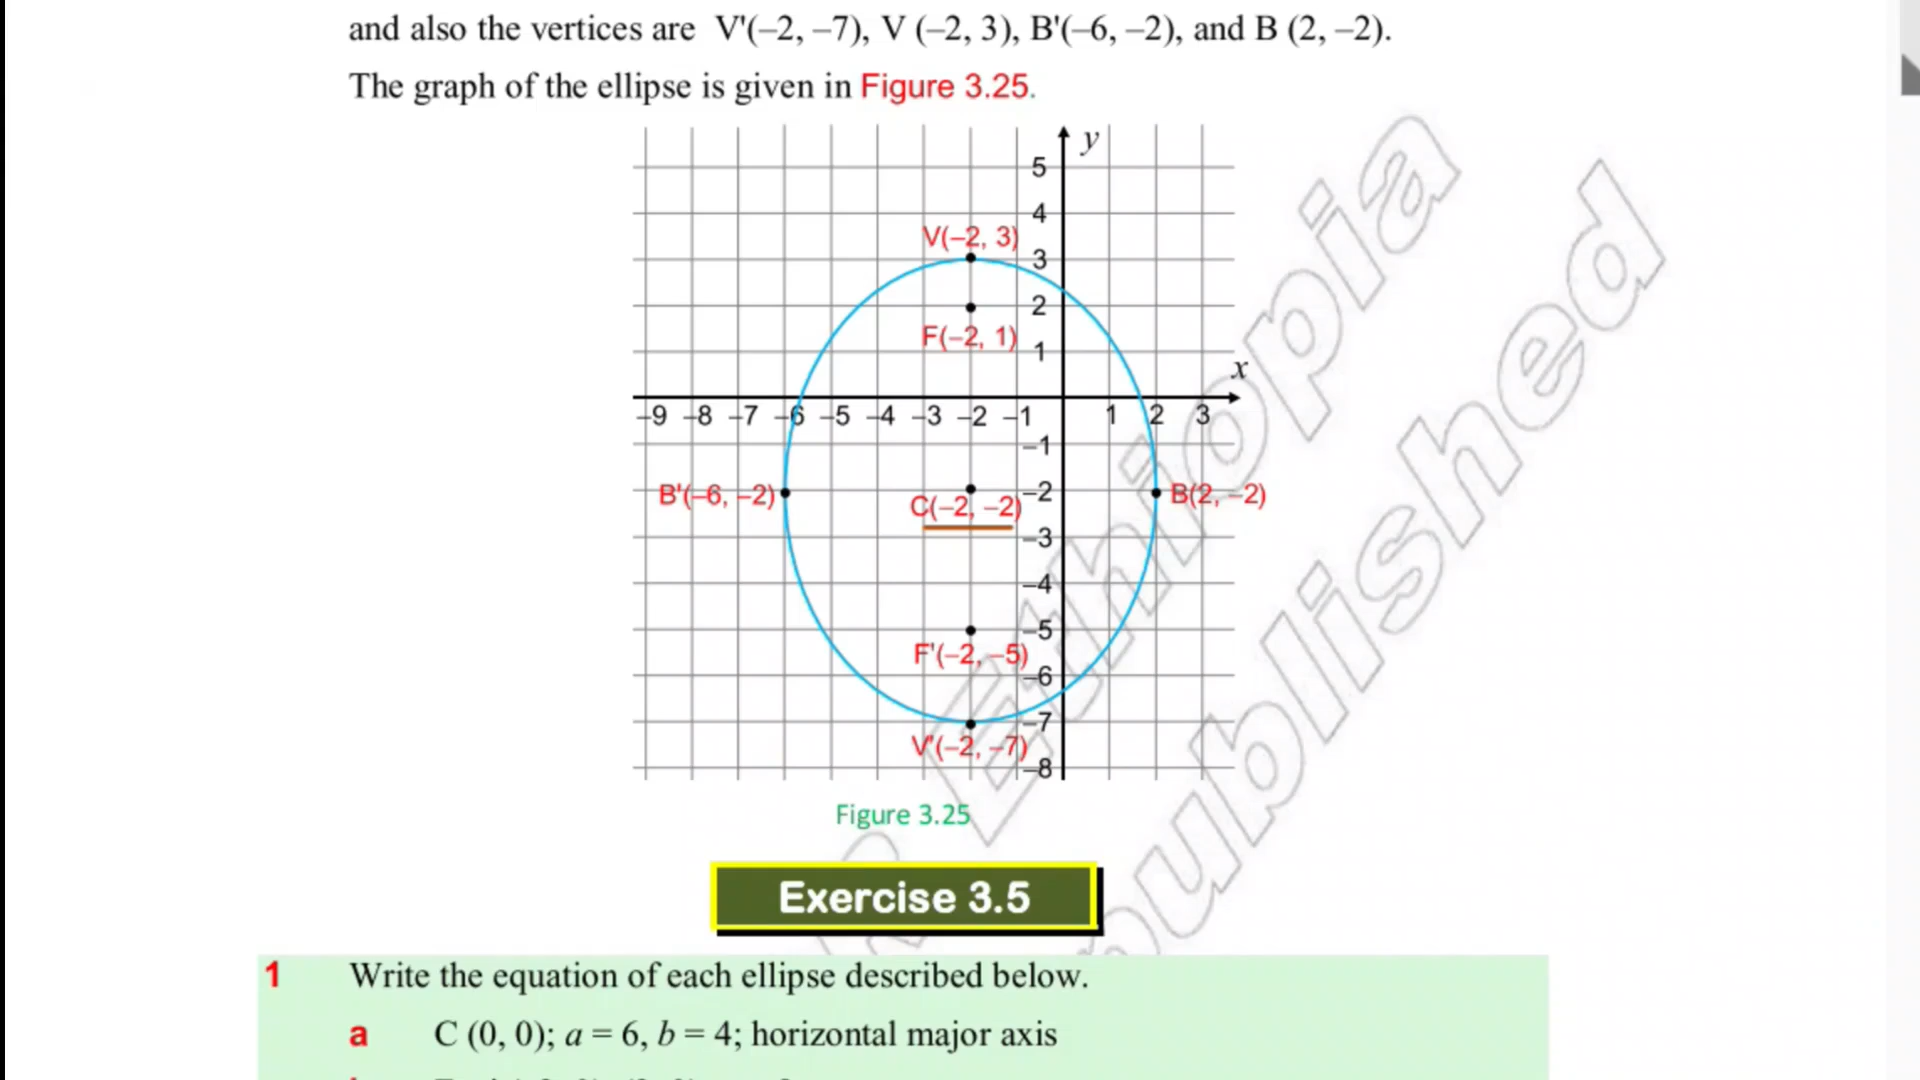 and also the vertices are V'(–2, –7), V (–2, 3), B'(–6, –2), and B (2, –2).
The graph of the ellipse is given in Figure 3.25.
y
5
4
V(–2, 3)
3
2
F(–2, 1)
1
x
–9 –8 –7 –6 –5 –4 –3 –2 –1 1 2 3
–1
B'(–6, –2) C(–2, –2) –2 B(2, –2)
–3
–4
–5
F'(–2, –5)
–6
–7
V'(–2, –7)
–8
Figure 3.25
Ethiopia
published
Exercise 3.5
1 Write the equation of each ellipse described below.
a C (0, 0); a = 6, b = 4; horizontal major axis